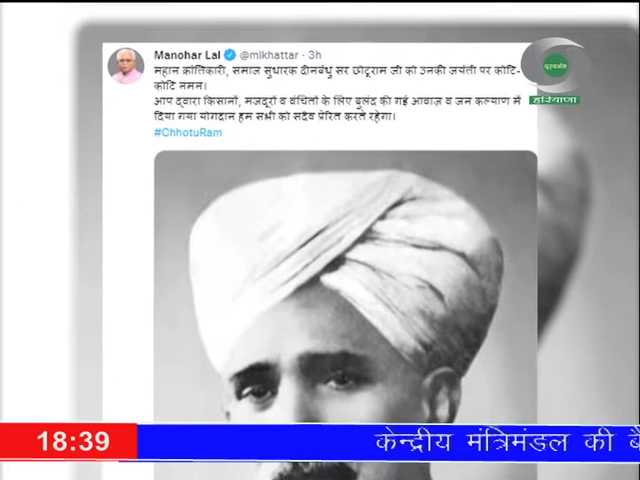 Manohar Lal @mlkhattar · 3h
महान क्रांतिकारी, समाज सुधारक दीनबंधु सर छोटूराम जी को उनकी जयंती पर कोटि-
कोटि नमन।
आप द्वारा किसानों, मजदूरों व वंचितों के लिए बुलंद की गई आवाज़ व जन कल्याण में
दिया गया योगदान हम सभी को सदैव प्रेरित करते रहेगा।
#ChhotuRam
दूरदर्शन
हरियाणा
18:39 केन्द्रीय मंत्रिमंडल की बै